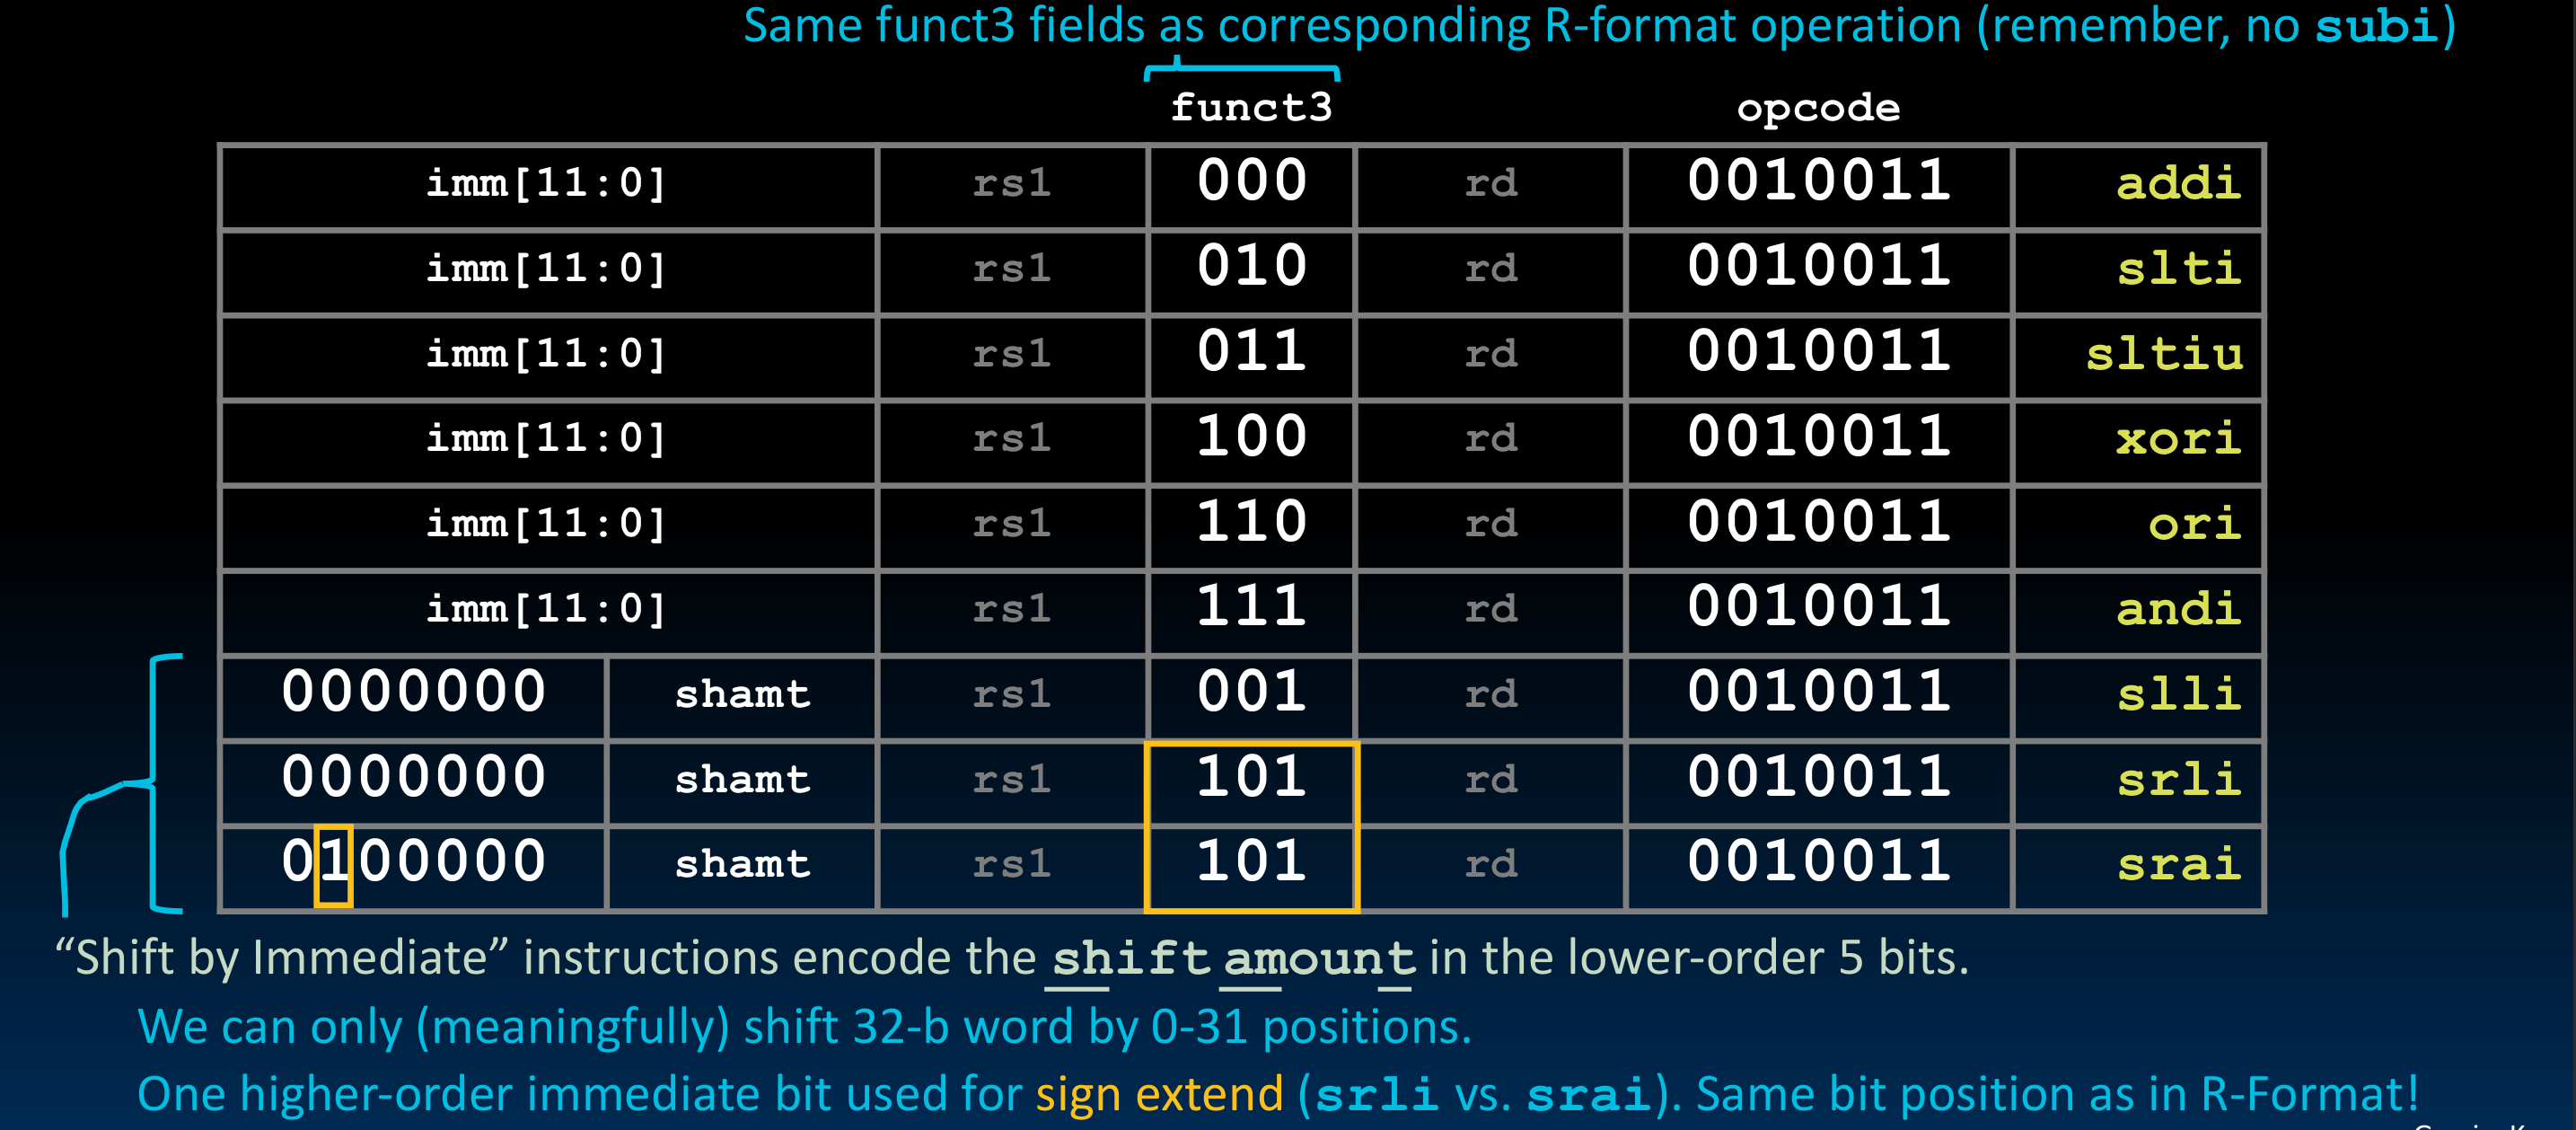 Same funct3 fields as corresponding R-format operation (remember, no subi)
funct3 opcode
imm[11:0] rs1 000 rd 0010011 addi
imm[11:0] rs1 010 rd 0010011 slti
imm[11:0] rs1 011 rd 0010011 sltiu
imm[11:0] rs1 100 rd 0010011 xori
imm[11:0] rs1 110 rd 0010011 ori
imm[11:0] rs1 111 rd 0010011 andi
0000000 shamt rs1 001 rd 0010011 slli
0000000 shamt rs1 101 rd 0010011 srli
0100000 shamt rs1 101 rd 0010011 srai
“Shift by Immediate” instructions encode the shift amount in the lower-order 5 bits.
We can only (meaningfully) shift 32-b word by 0-31 positions.
One higher-order immediate bit used for sign extend (srli vs. srai). Same bit position as in R-Format!